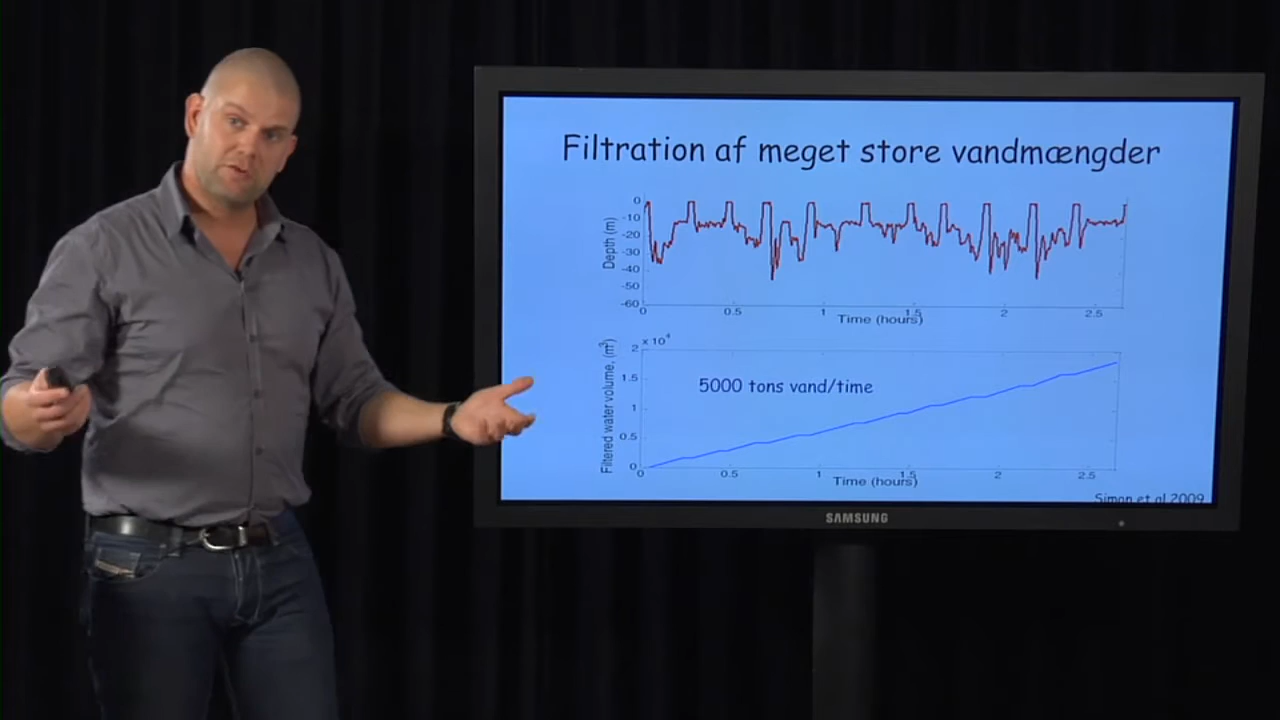 Filtration af meget store vandmængder
0
-10
-20
-30
-40
-50
-60
Depth (m)
0 0.5 1 1.5 2 2.5
Time (hours)
2 x 10⁴
1.5
1
0.5
0
Filtered water volume, (m³)
5000 tons vand/time
0 0.5 1 1.5 2 2.5
Time (hours)
Simon et al 2009
SAMSUNG